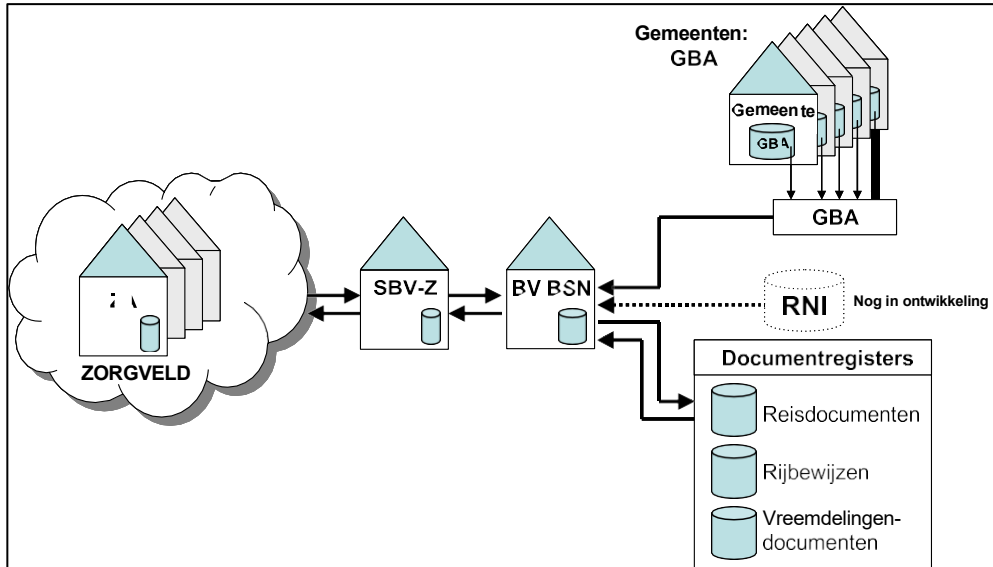 Gemeenten:
GBA
Gemeente
GBA
GBA
SBV-Z
BV BSN
RNI
Nog in ontwikkeling
ZORGVELD
Documentregisters
Reisdocumenten
Rijbewijzen
Vreemdelingen-
documenten